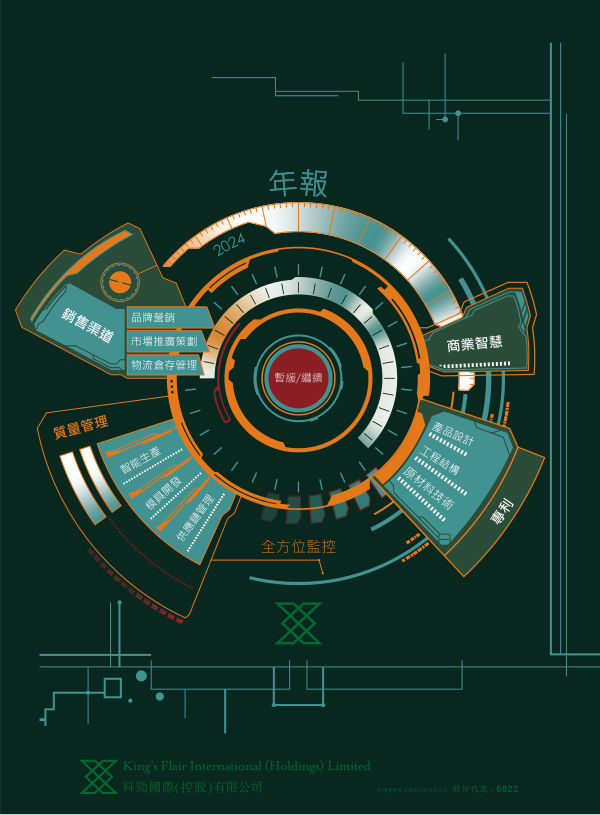 年報
2024
銷售渠道
品牌營銷
市場推廣策劃
物流倉存管理
商業智慧
暫緩/繼續
質量管理
智能生產
模具開發
供應鏈管理
產品設計
工程結構
原材料技術
專利
全方位監控
King's Flair International (Holdings) Limited
科勁國際(控股)有限公司
股份代號 : 6822